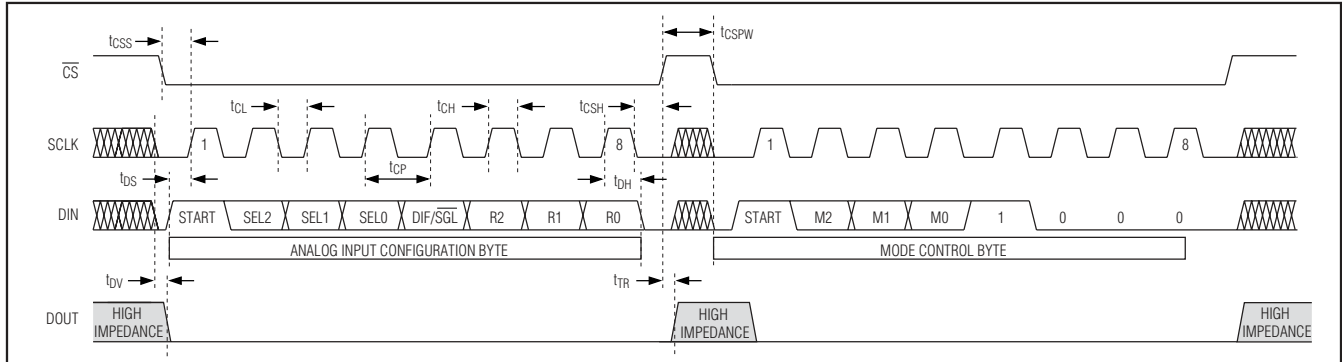 tCSS
tCSPW
CS
tCL
tCH
tCSH
SCLK
1
8
1
8
tCP
tDS
tDH
DIN
START SEL2 SEL1 SEL0 DIF/SGL R2 R1 R0
START M2 M1 M0 1 0 0 0
ANALOG INPUT CONFIGURATION BYTE
MODE CONTROL BYTE
tDV
tTR
DOUT
HIGH
IMPEDANCE
HIGH
IMPEDANCE
HIGH
IMPEDANCE